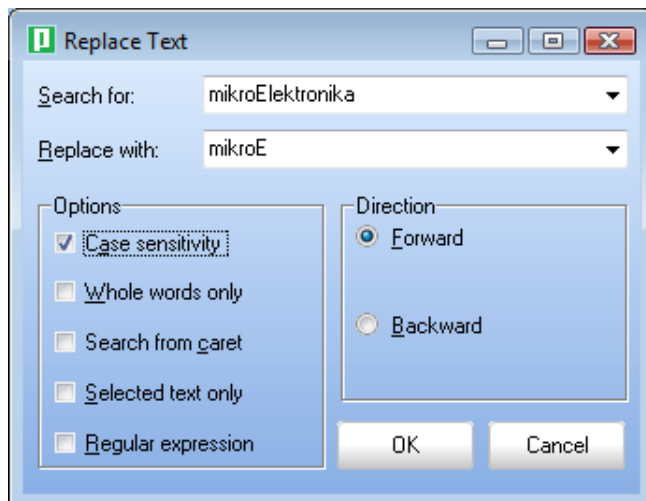 Replace Text
Search for: mikroElektronika
Replace with: mikroE
Options
Case sensitivity
Whole words only
Search from caret
Selected text only
Regular expression
Direction
Forward
Backward
OK Cancel